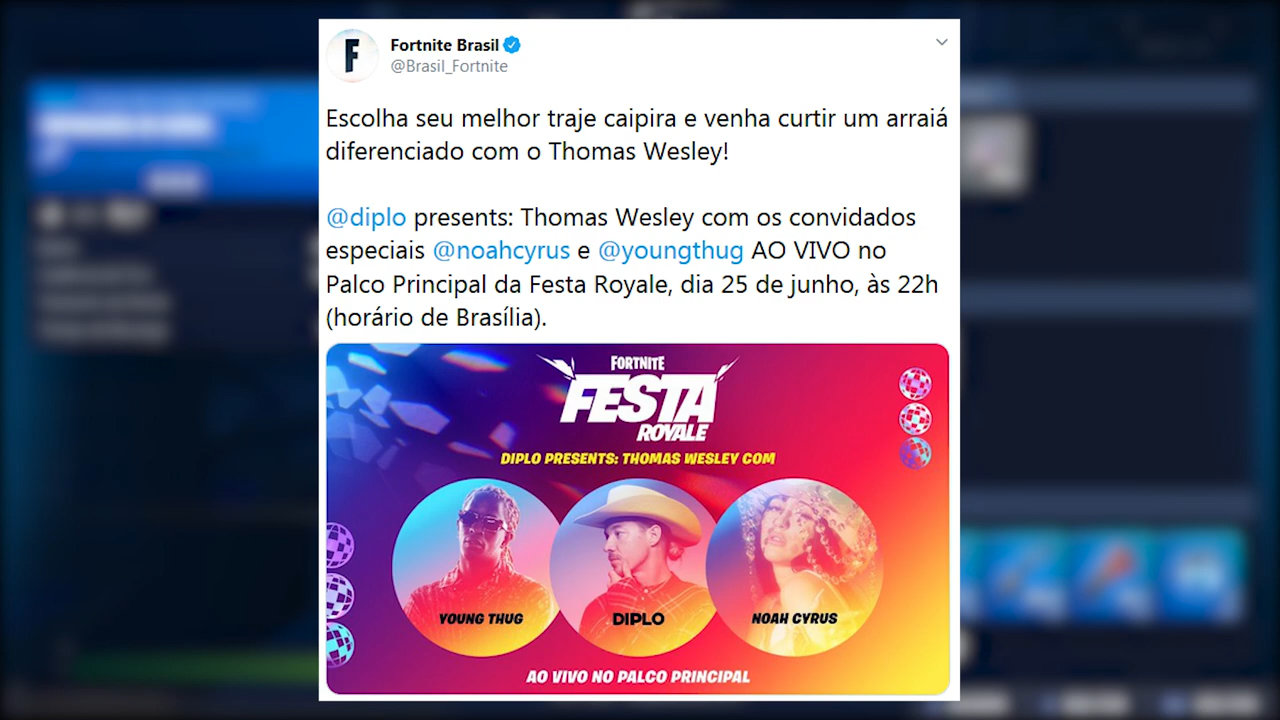 Fortnite Brasil
@Brasil_Fortnite
Escolha seu melhor traje caipira e venha curtir um arraiá
diferenciado com o Thomas Wesley!
@diplo presents: Thomas Wesley com os convidados
especiais @noahcyrus e @youngthug AO VIVO no
Palco Principal da Festa Royale, dia 25 de junho, às 22h
(horário de Brasília).
FORTNITE
FESTA
ROYALE
DIPLO PRESENTS: THOMAS WESLEY COM
YOUNG THUG
DIPLO
NOAH CYRUS
AO VIVO NO PALCO PRINCIPAL